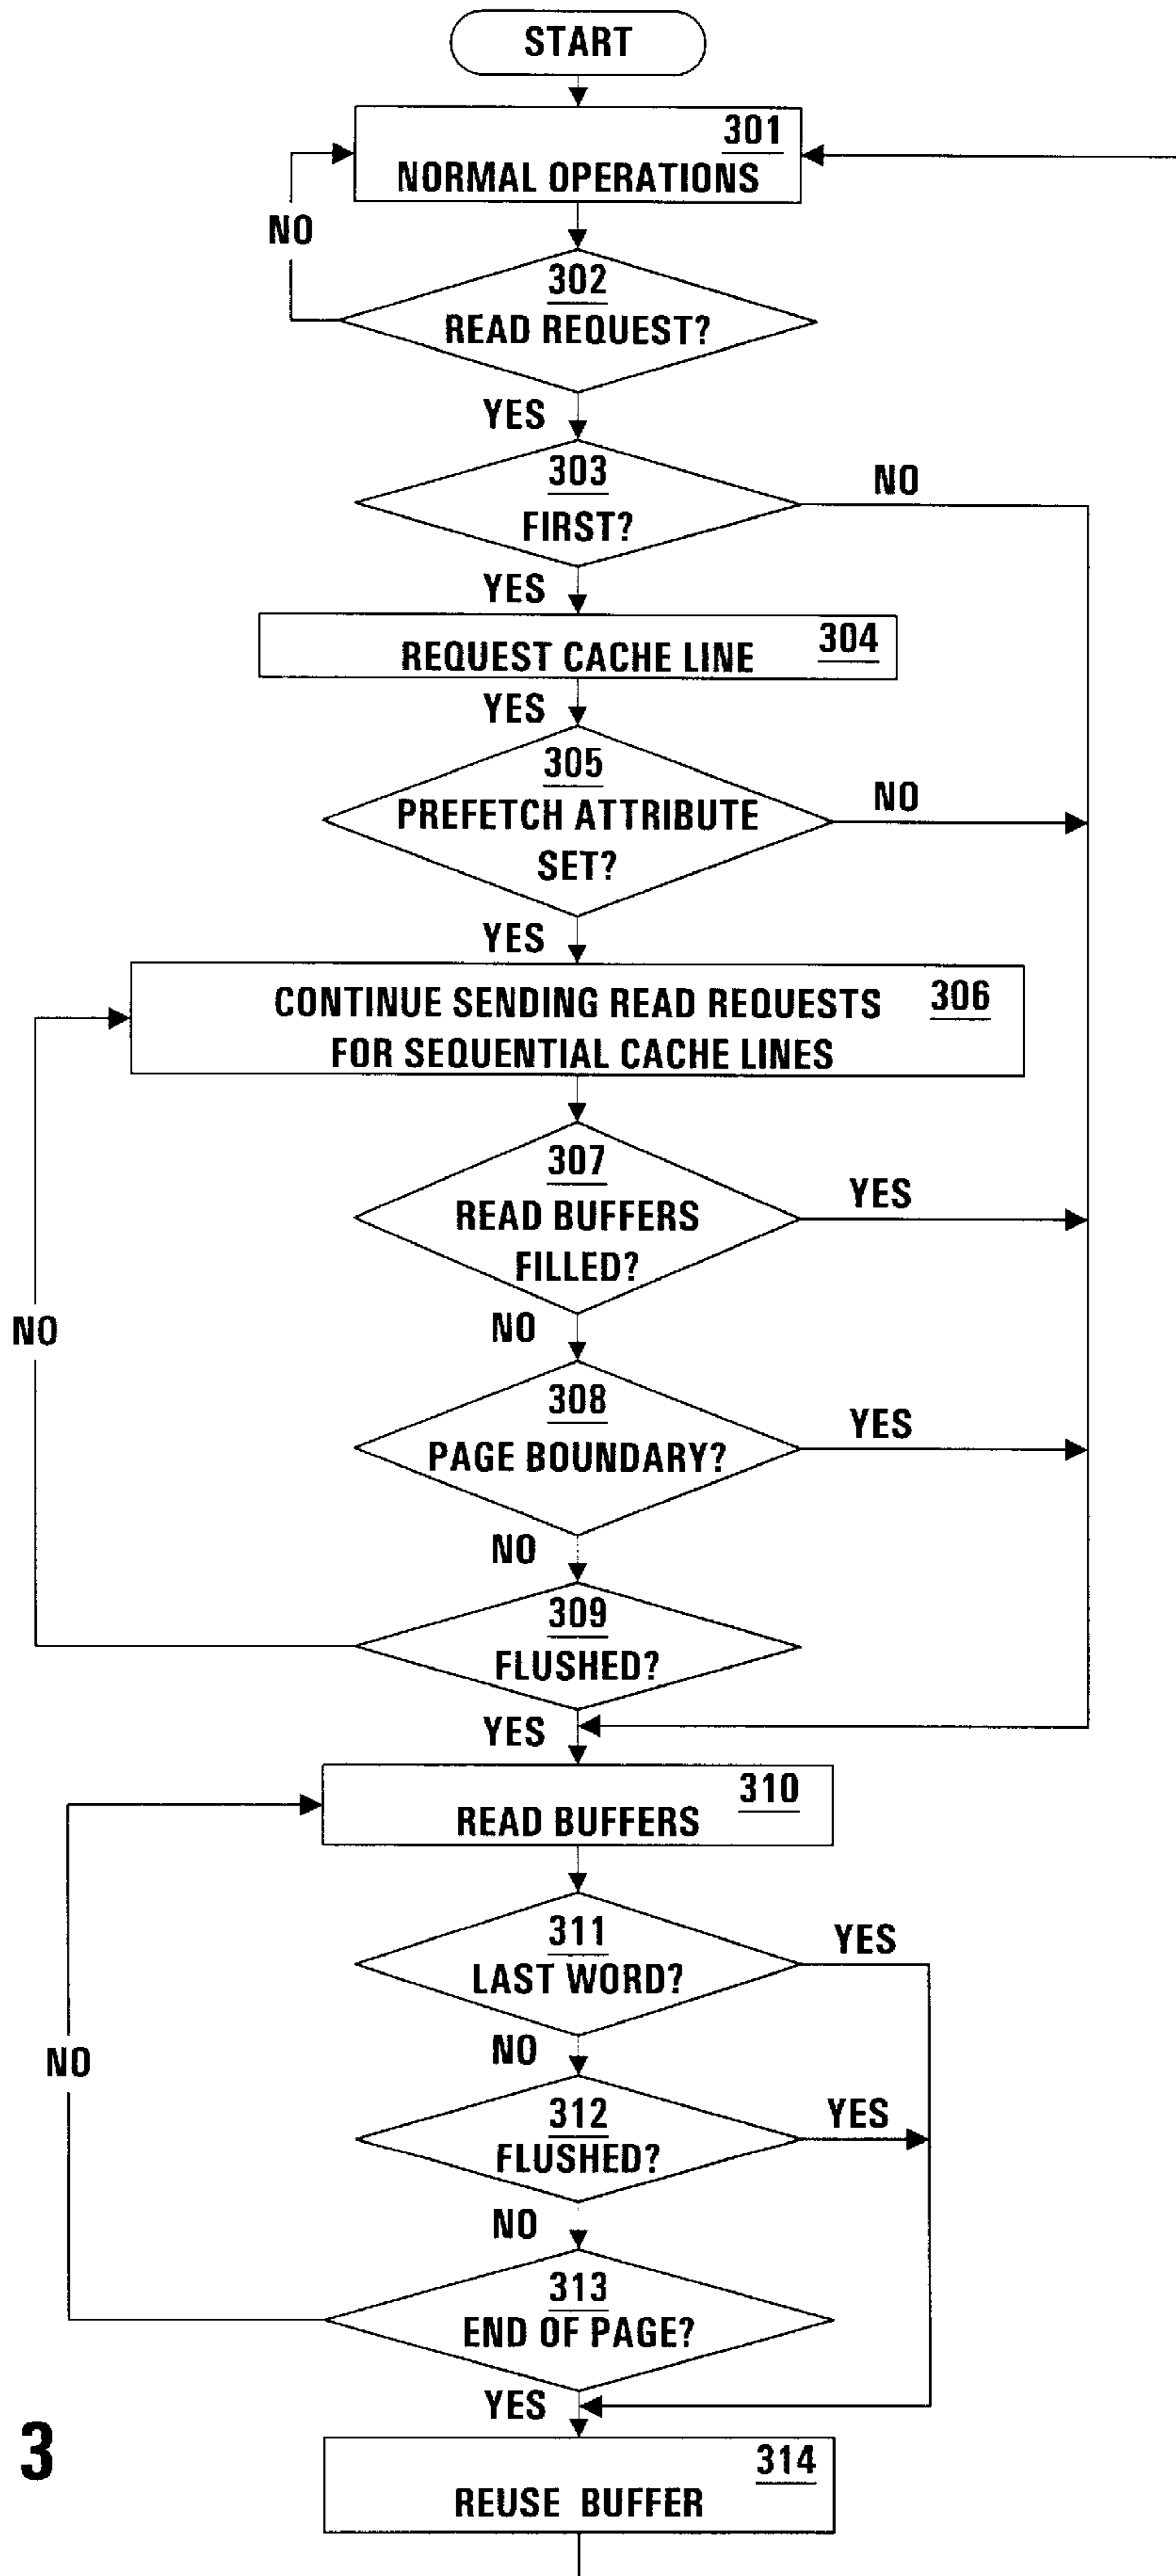 START
301
NORMAL OPERATIONS
NO
302
READ REQUEST?
YES
303
NO
FIRST?
YES
304
REQUEST CACHE LINE
YES
305
NO
PREFETCH ATTRIBUTE
SET?
YES
CONTINUE SENDING READ REQUESTS 306
FOR SEQUENTIAL CACHE LINES
307
YES
READ BUFFERS
FILLED?
NO
NO
308
YES
PAGE BOUNDARY?
NO
309
FLUSHED?
YES
310
READ BUFFERS
311
YES
LAST WORD?
NO
NO
312
YES
FLUSHED?
NO
313
END OF PAGE?
YES
3
314
REUSE BUFFER